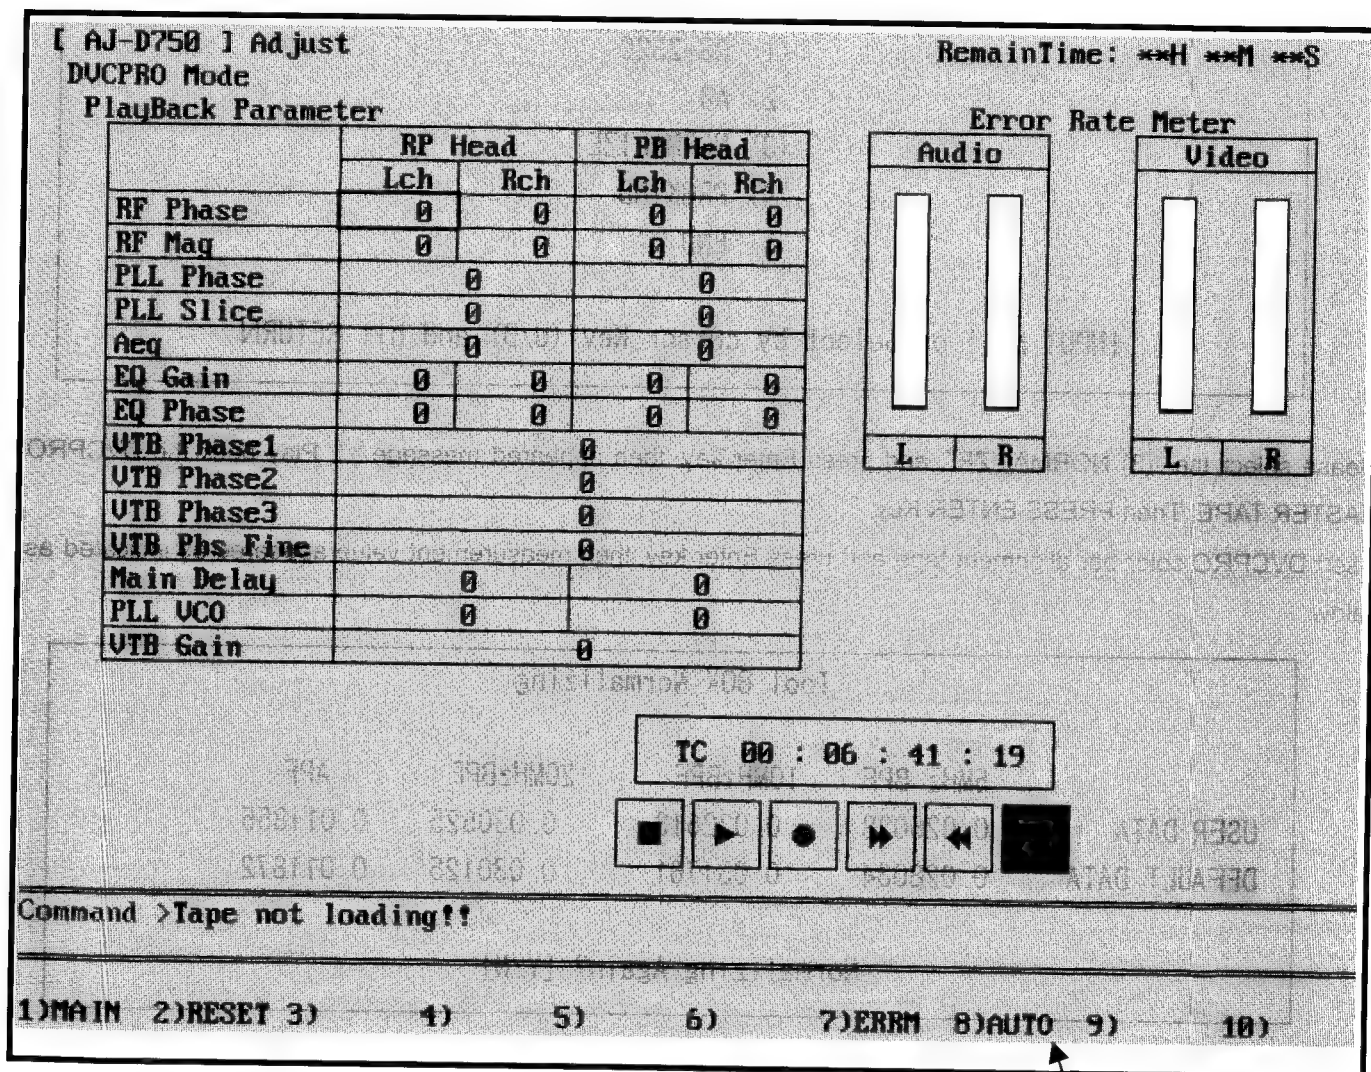 [ AJ-D750 ] Adjust
RemainTime: **H **M **S
DVCPRO Mode
PlayBack Parameter
RP Head PB Head
Lch Rch Lch Rch
RF Phase 0 0 0 0
RF Mag 0 0 0 0
PLL Phase 0 0
PLL Slice 0 0
Aeq 0 0
EQ Gain 0 0 0 0
EQ Phase 0 0 0 0
VTB Phase1 0
VTB Phase2 0
VTB Phase3 0
VTB Phs Fine 0
Main Delay 0 0
PLL VCO 0 0
VTB Gain 0
Error Rate Meter
Audio Video
L R L R
TC 00 : 06 : 41 : 19
Command >Tape not loading!!
1)MAIN 2)RESET 3) 4) 5) 6) 7)ERRM 8)AUTO 9) 10)